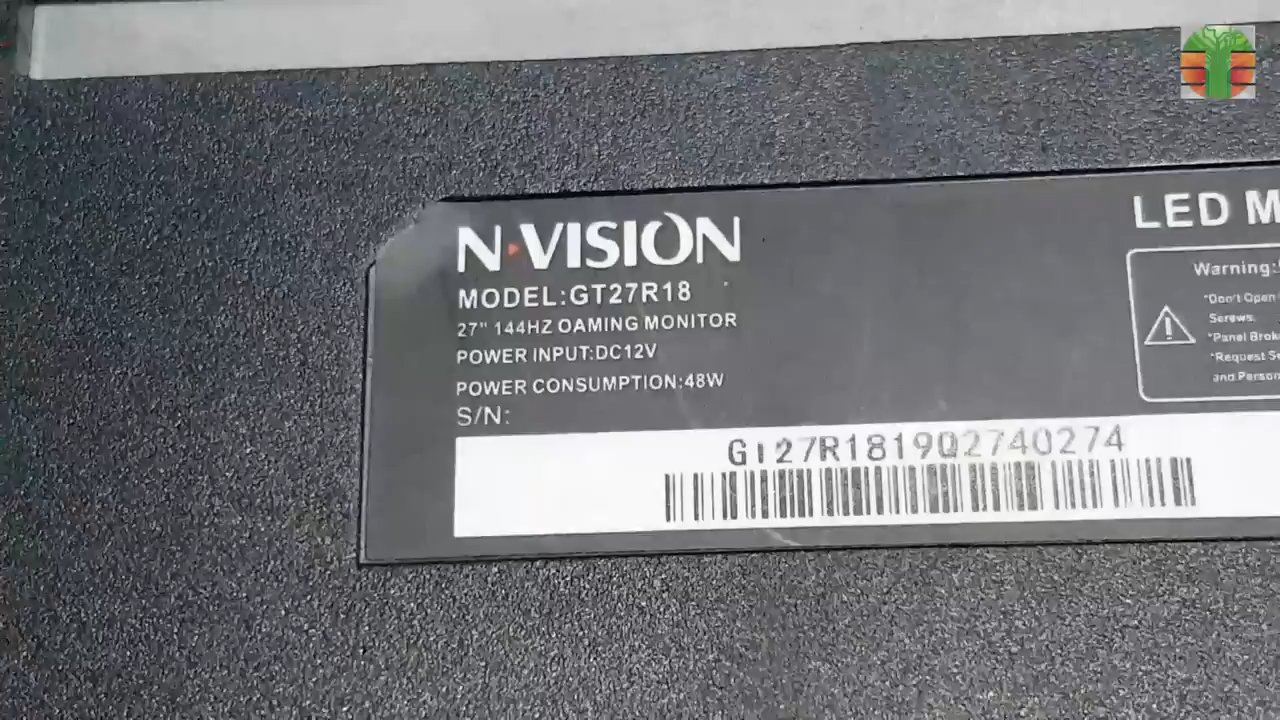 N·VISION
MODEL:GT27R18
27" 144HZ OAMING MONITOR
POWER INPUT:DC12V
POWER CONSUMPTION:48W
S/N:
G 27R181902740274
LED M
Warning:
*Don't Open
Screws.
*Panel Brok
*Request S
and Person